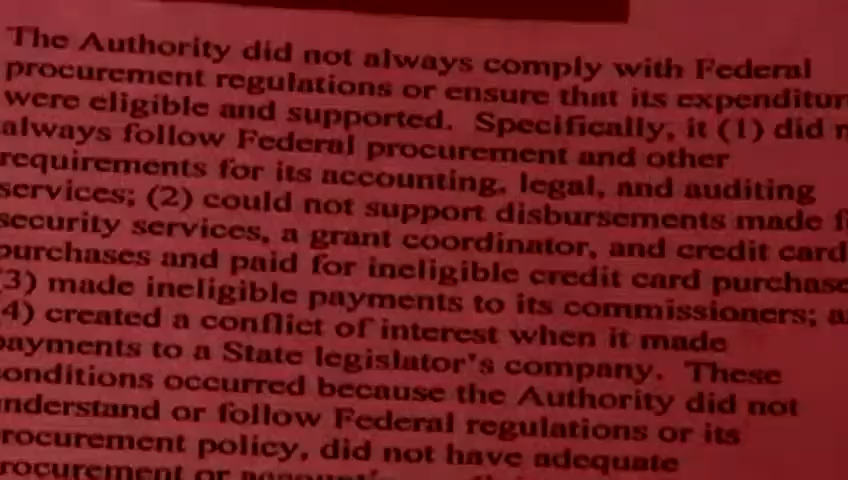 The Authority did not always comply with Federal
procurement regulations or ensure that its expenditur
were eligible and supported. Specifically, it (1) did n
always follow Federal procurement and other
requirements for its accounting, legal, and auditing
services; (2) could not support disbursements made f
security services, a grant coordinator, and credit card
purchases and paid for ineligible credit card purchase
3) made ineligible payments to its commissioners; a
4) created a conflict of interest when it made
payments to a State legislator's company. These
onditions occurred because the Authority did not
nderstand or follow Federal regulations or its
rocurement policy, did not have adequate
rocurement or